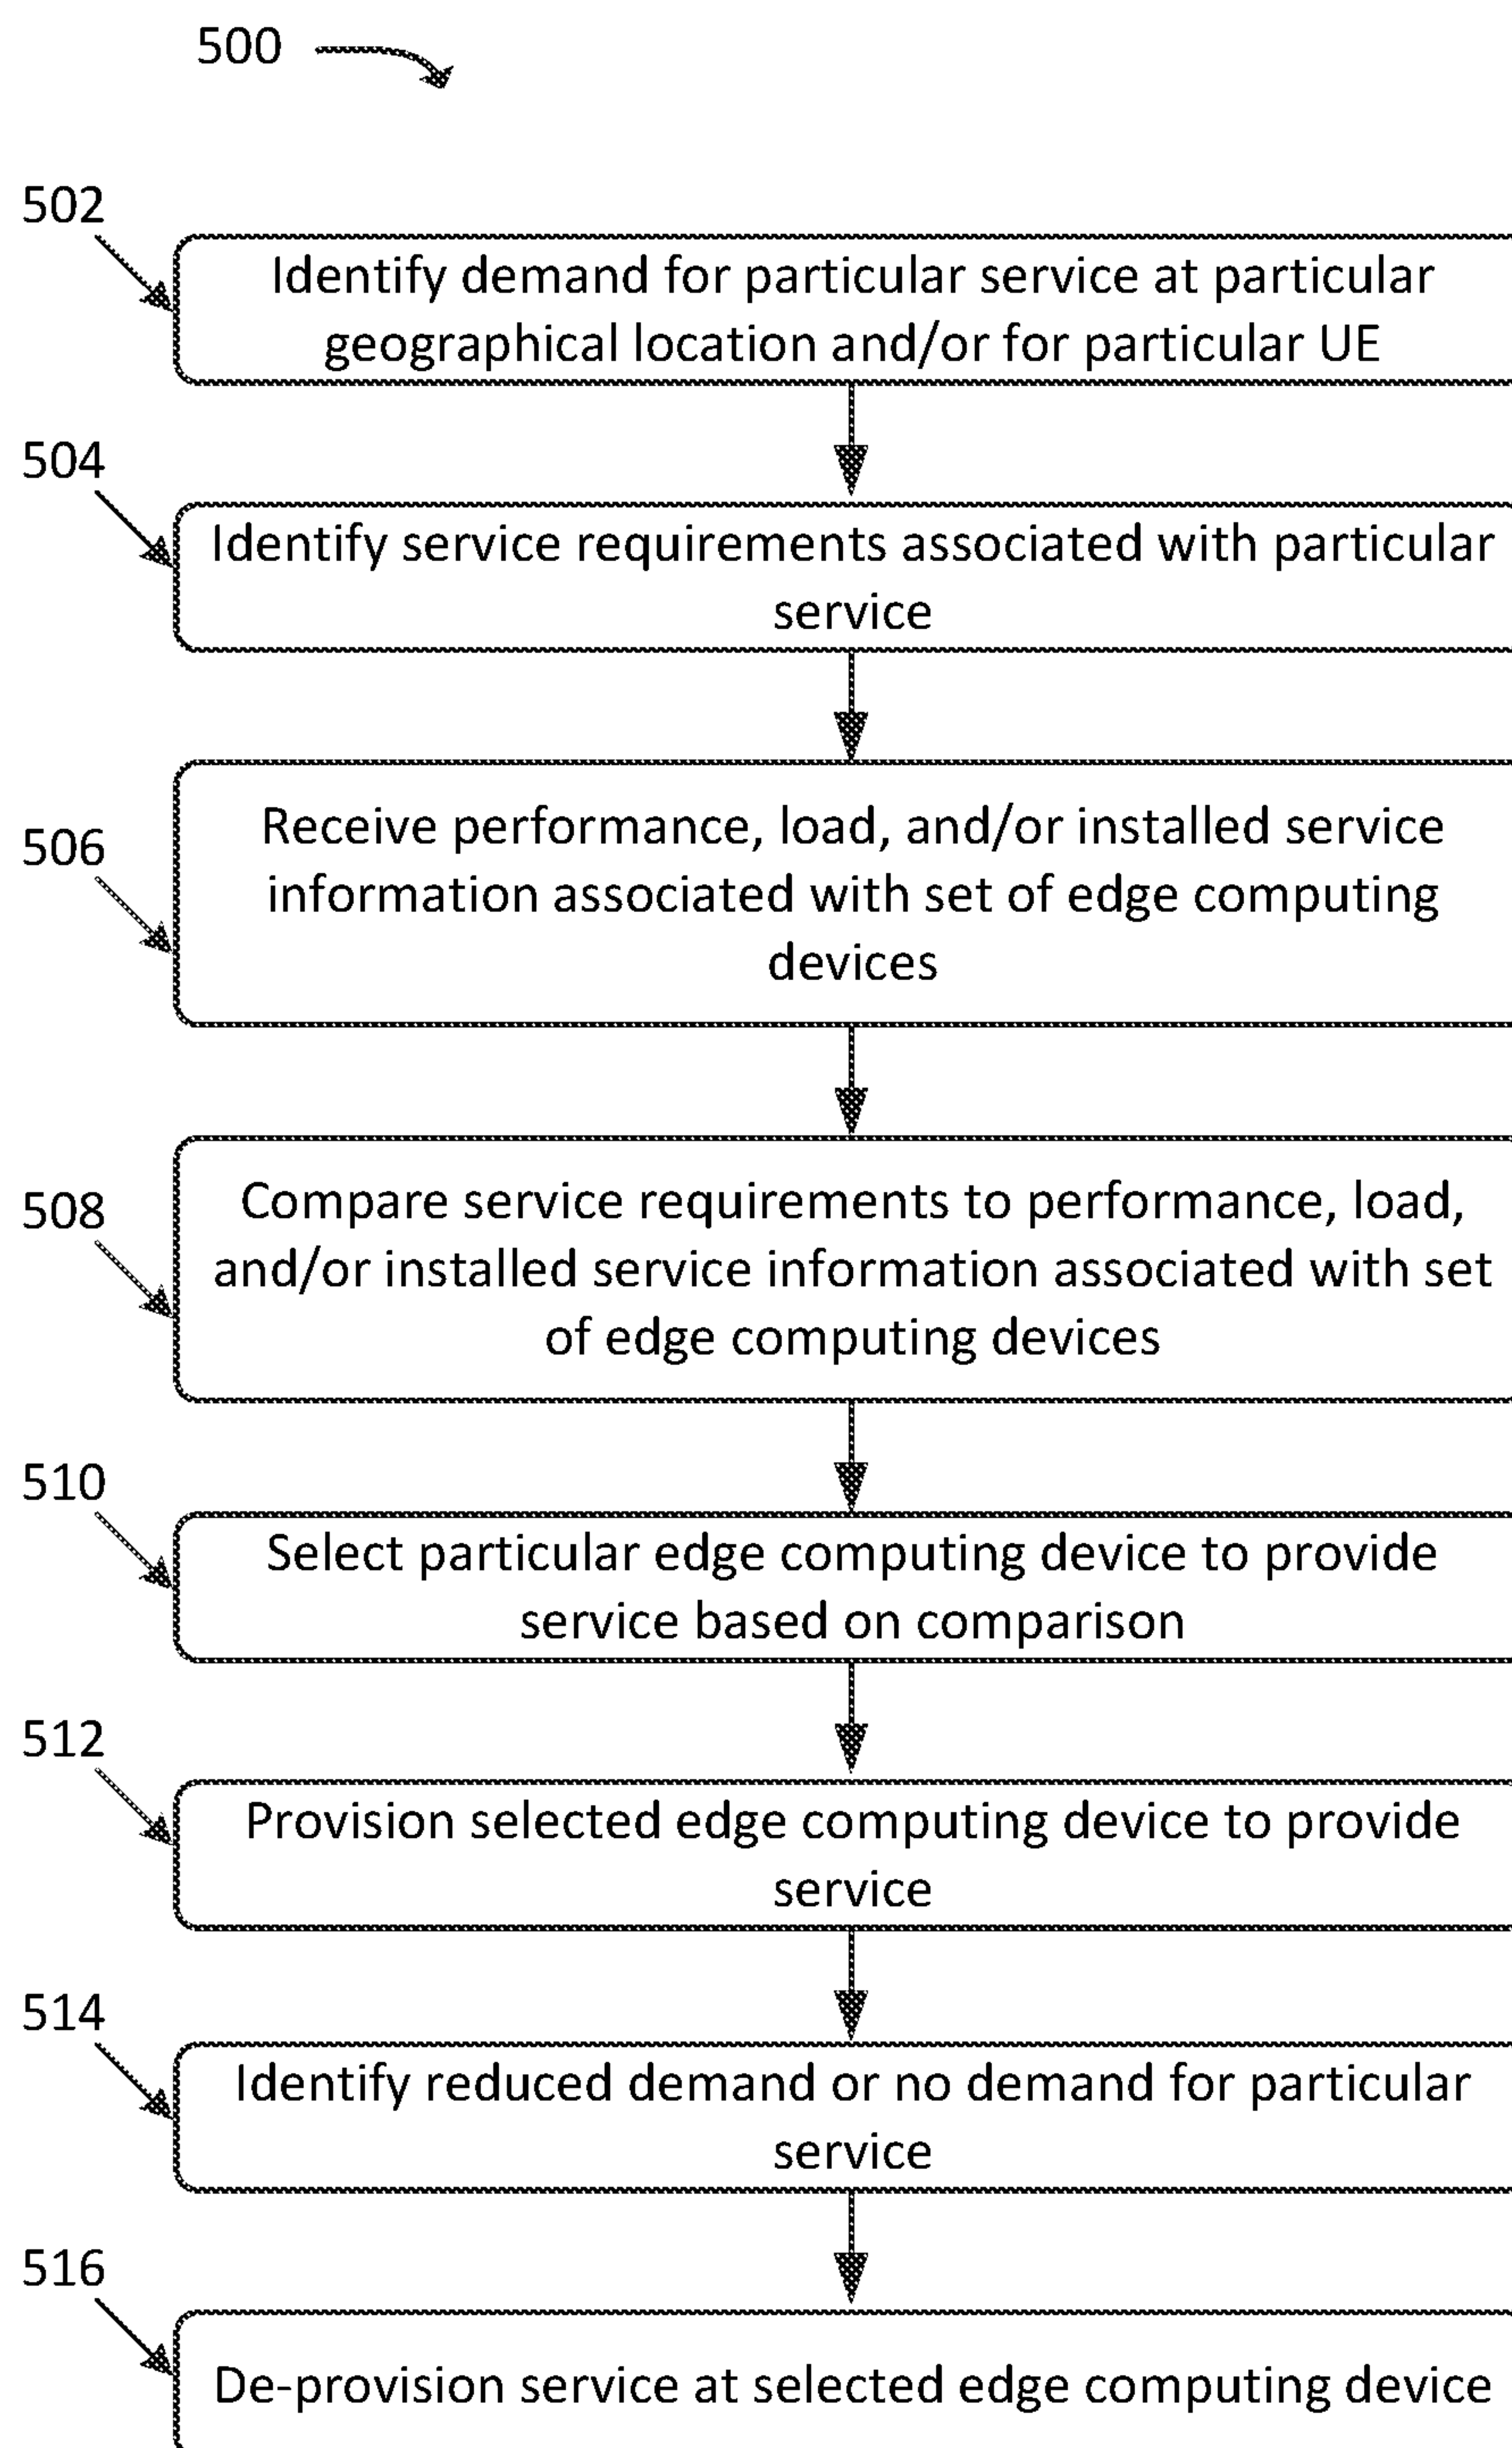 500
502
Identify demand for particular service at particular
geographical location and/or for particular UE
504
Identify service requirements associated with particular
service
506
Receive performance, load, and/or installed service
information associated with set of edge computing
devices
508
Compare service requirements to performance, load,
and/or installed service information associated with set
of edge computing devices
510
Select particular edge computing device to provide
service based on comparison
512
Provision selected edge computing device to provide
service
514
Identify reduced demand or no demand for particular
service
516
De-provision service at selected edge computing device